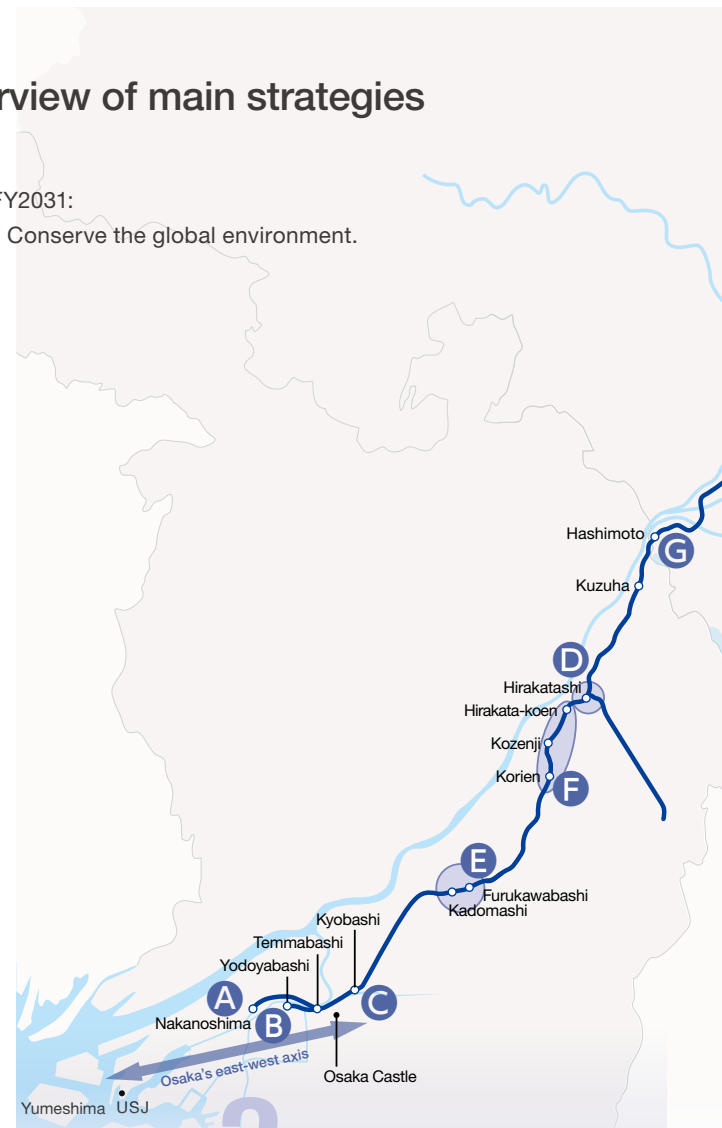 rview of main strategies
FY2031:
Conserve the global environment.
Hashimoto
G
Kuzuha
D
Hirakatashi
Hirakata-koen
Kozenji
Korien
F
E
Furukawabashi
Kadomashi
Kyobashi
Temmabashi
Yodoyabashi
A
C
Nakanoshima
B
Osaka's east-west axis
Osaka Castle
Yumeshima USJ